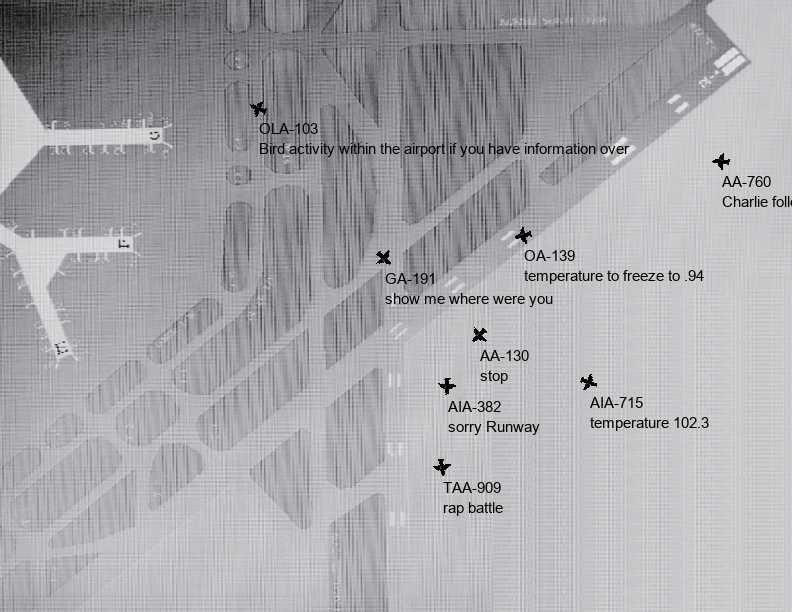 OLA-103
Bird activity within the airport if you have information over
AA-760
Charlie
OA-139
temperature to freeze to .94
GA-191
show me where were you
AA-130
stop
AIA-382
sorry Runway
AIA-715
temperature 102.3
TAA-909
rap battle